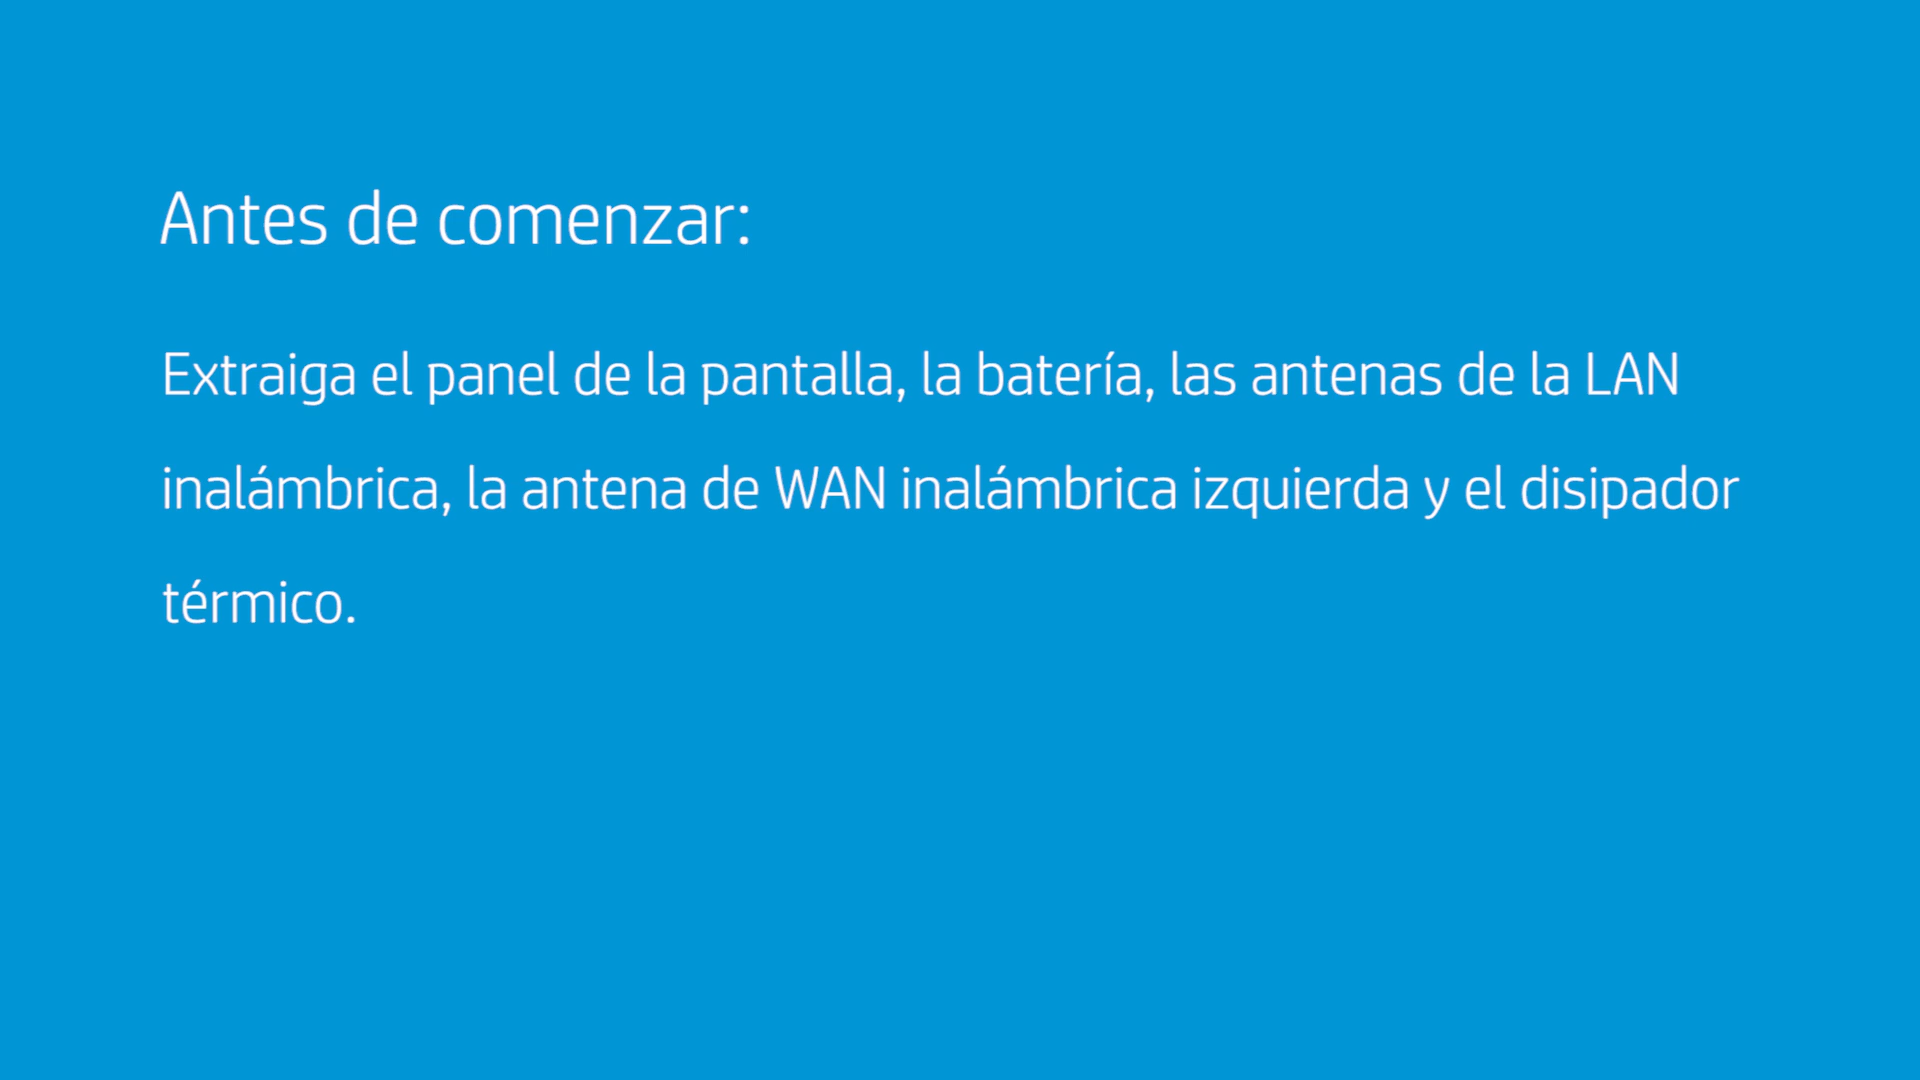 Antes de comenzar:
Extraiga el panel de la pantalla, la batería, las antenas de la LAN
inalámbrica, la antena de WAN inalámbrica izquierda y el disipador
térmico.